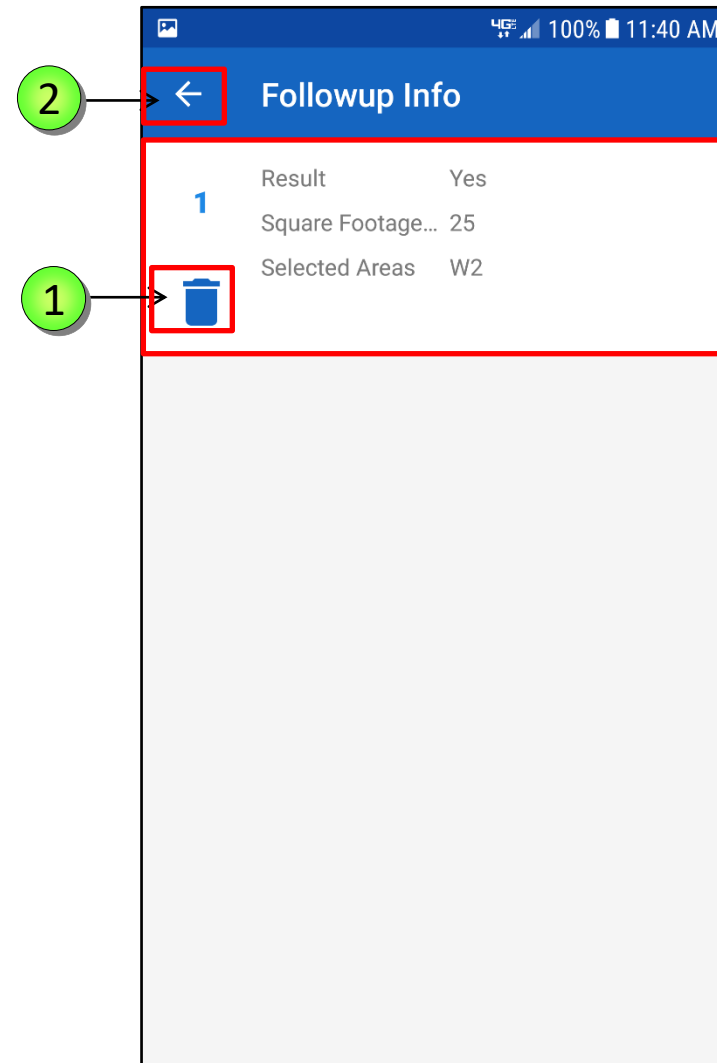 4G 100% 11:40 AM
2
Followup Info
1
Result Yes
Square Footage... 25
Selected Areas W2
1